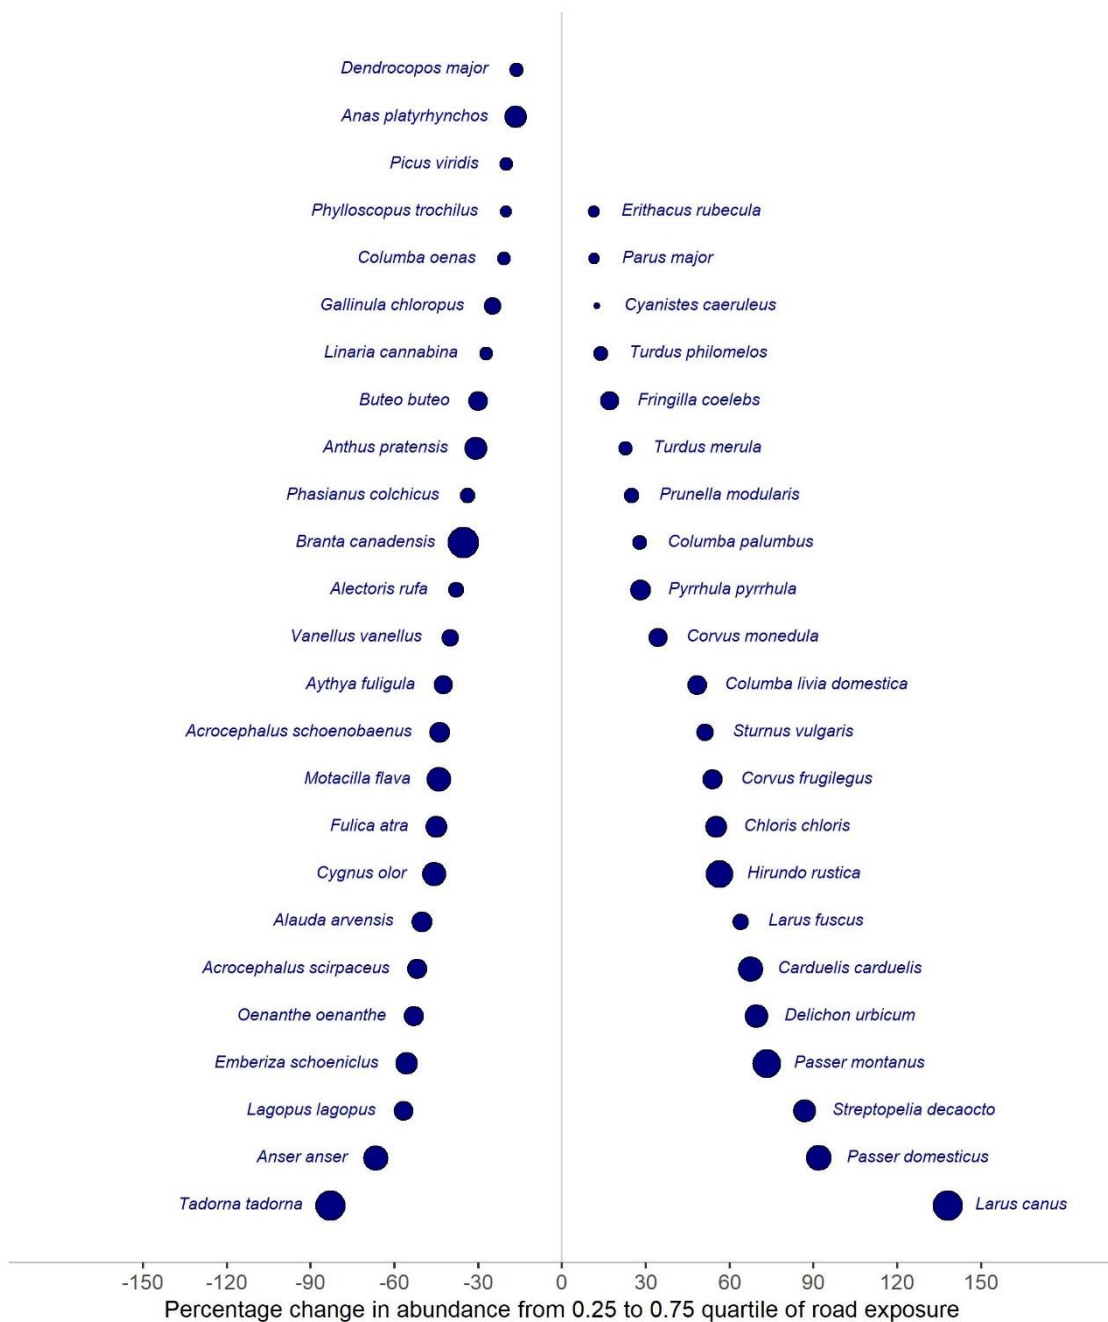 Dendrocopos major
Anas platyrhynchos
Picus viridis
Phylloscopus trochilus
Erithacus rubecula
Columba oenas
Parus major
Gallinula chloropus
Cyanistes caeruleus
Linaria cannabina
Turdus philomelos
Buteo buteo
Fringilla coelebs
Anthus pratensis
Turdus merula
Phasianus colchicus
Prunella modularis
Branta canadensis
Columba palumbus
Alectoris rufa
Pyrrhula pyrrhula
Vanellus vanellus
Corvus monedula
Aythya fuligula
Columba livia domestica
Acrocephalus schoenobaenus
Sturnus vulgaris
Motacilla flava
Corvus frugilegus
Fulica atra
Chloris chloris
Cygnus olor
Hirundo rustica
Alauda arvensis
Larus fuscus
Acrocephalus scirpaceus
Carduelis carduelis
Oenanthe oenanthe
Delichon urbicum
Emberiza schoeniclus
Passer montanus
Lagopus lagopus
Streptopelia decaocto
Anser anser
Passer domesticus
Tadorna tadorna
Larus canus
-150 -120 -90 -60 -30 0 30 60 90 120 150
Percentage change in abundance from 0.25 to 0.75 quartile of road exposure